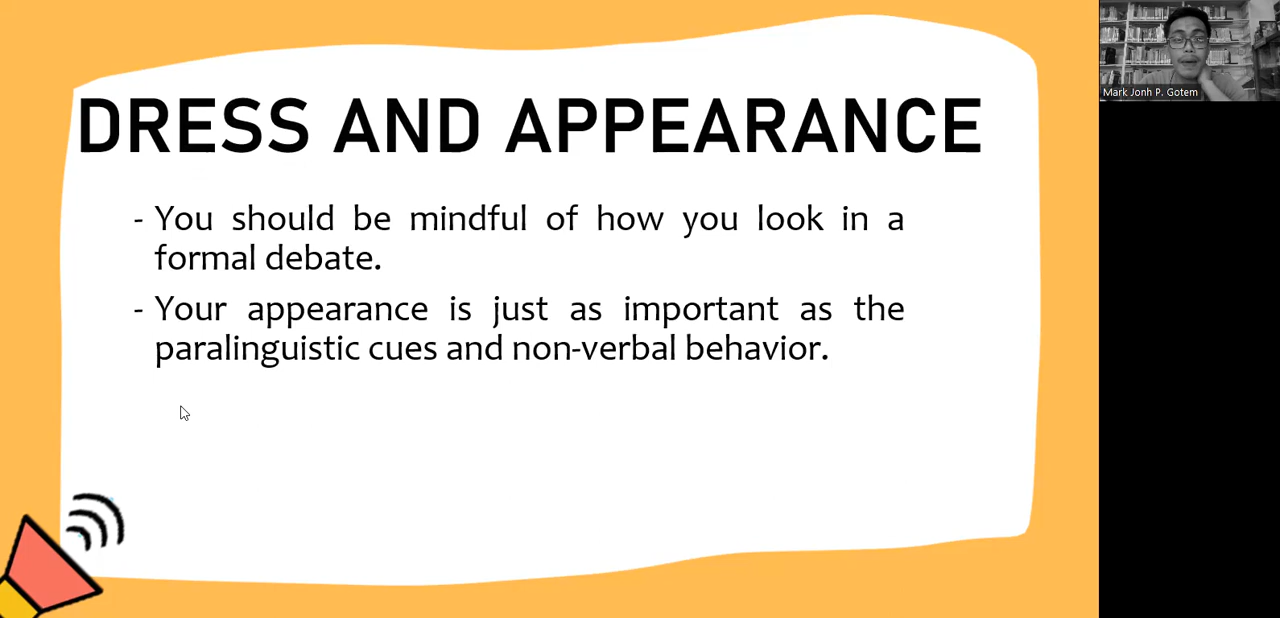 DRESS AND APPEARANCE
- You should be mindful of how you look in a
formal debate.
- Your appearance is just as important as the
paralinguistic cues and non-verbal behavior.
Mark Jonh P. Gotem